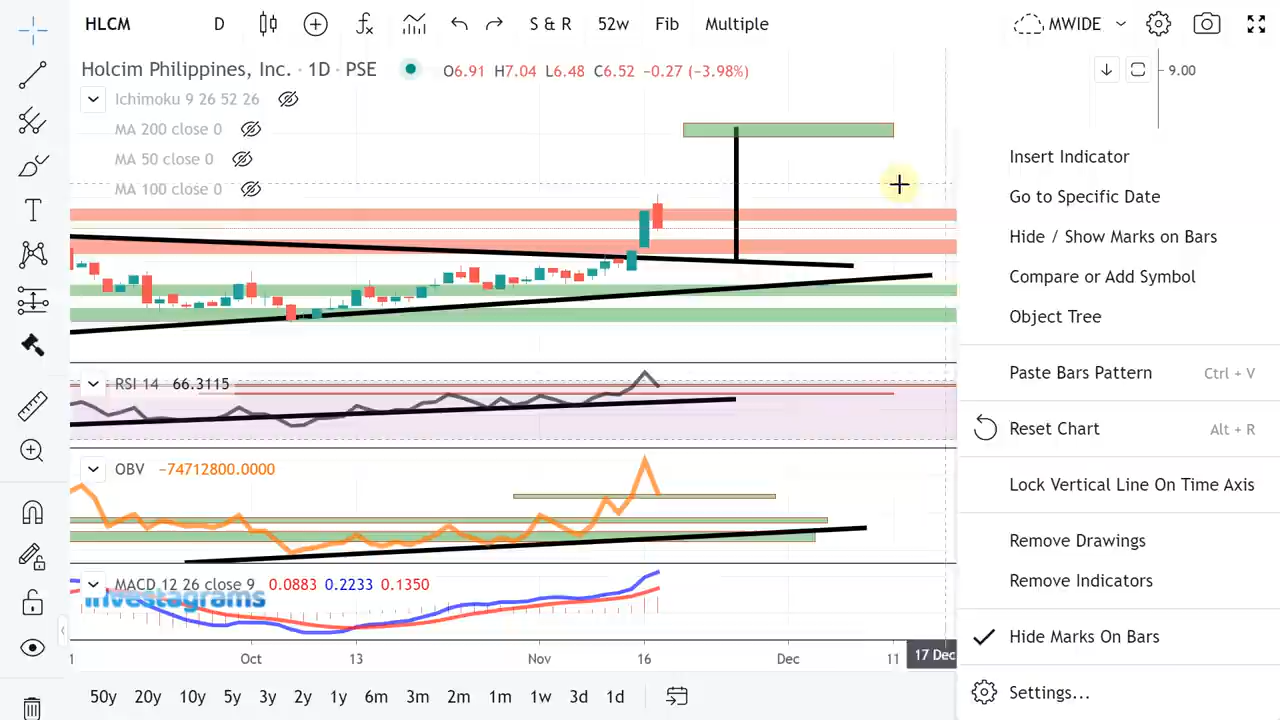 HLCM D S & R 52w Fib Multiple MWIDE
Holcim Philippines, Inc. · 1D · PSE O6.91 H7.04 L6.48 C6.52 −0.27 (−3.98%) 9.00
Ichimoku 9 26 52 26
MA 200 close 0
MA 50 close 0
MA 100 close 0
RSI 14 66.3115
OBV −74712800.0000
MACD 12 26 close 9 0.0883 0.2233 0.1350
Investagrams
1 Oct 13 Nov 16 Dec 11 17 Dec
50y 20y 10y 5y 3y 2y 1y 6m 3m 2m 1m 1w 3d 1d
Insert Indicator
Go to Specific Date
Hide / Show Marks on Bars
Compare or Add Symbol
Object Tree
Paste Bars Pattern Ctrl + V
Reset Chart Alt + R
Lock Vertical Line On Time Axis
Remove Drawings
Remove Indicators
Hide Marks On Bars
Settings...